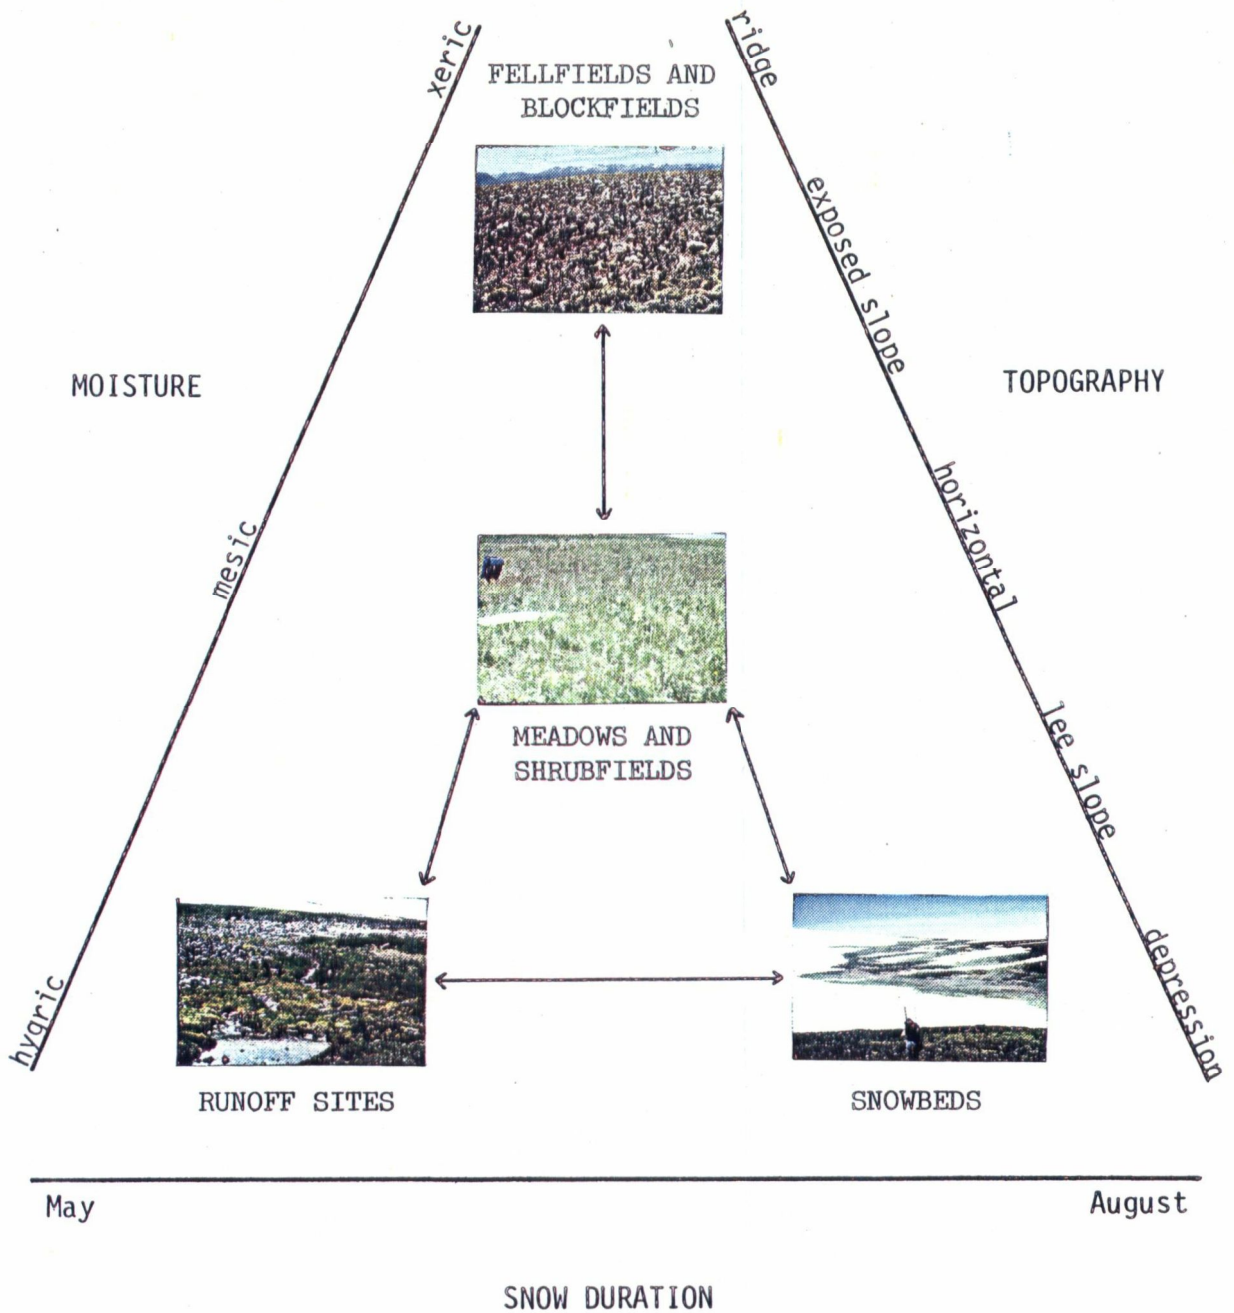 xeric
ridge
FELLFIELDS AND
BLOCKFIELDS
exposed slope
MOISTURE
TOPOGRAPHY
horizontal
mesic
lee slope
MEADOWS AND
SHRUBFIELDS
depression
hygric
RUNOFF SITES
SNOWBEDS
May
August
SNOW DURATION